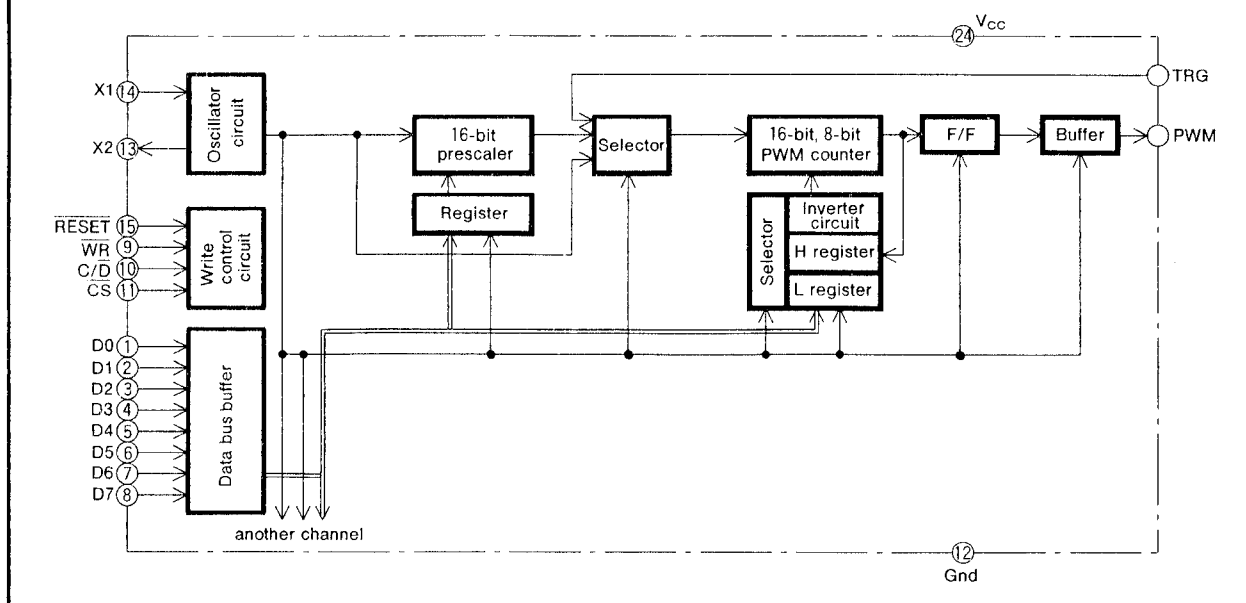 24
VCC
TRG
X1
14
Oscillator
circuit
16-bit
prescaler
Selector
16-bit, 8-bit
PWM counter
F/F
Buffer
PWM
X2
13
Register
Selector
Inverter
circuit
H register
L register
RESET
15
WR
9
C/D
10
CS
11
Write
control
circuit
D0
1
D1
2
D2
3
D3
4
D4
5
D5
6
D6
7
D7
8
Data bus buffer
another channel
12
Gnd